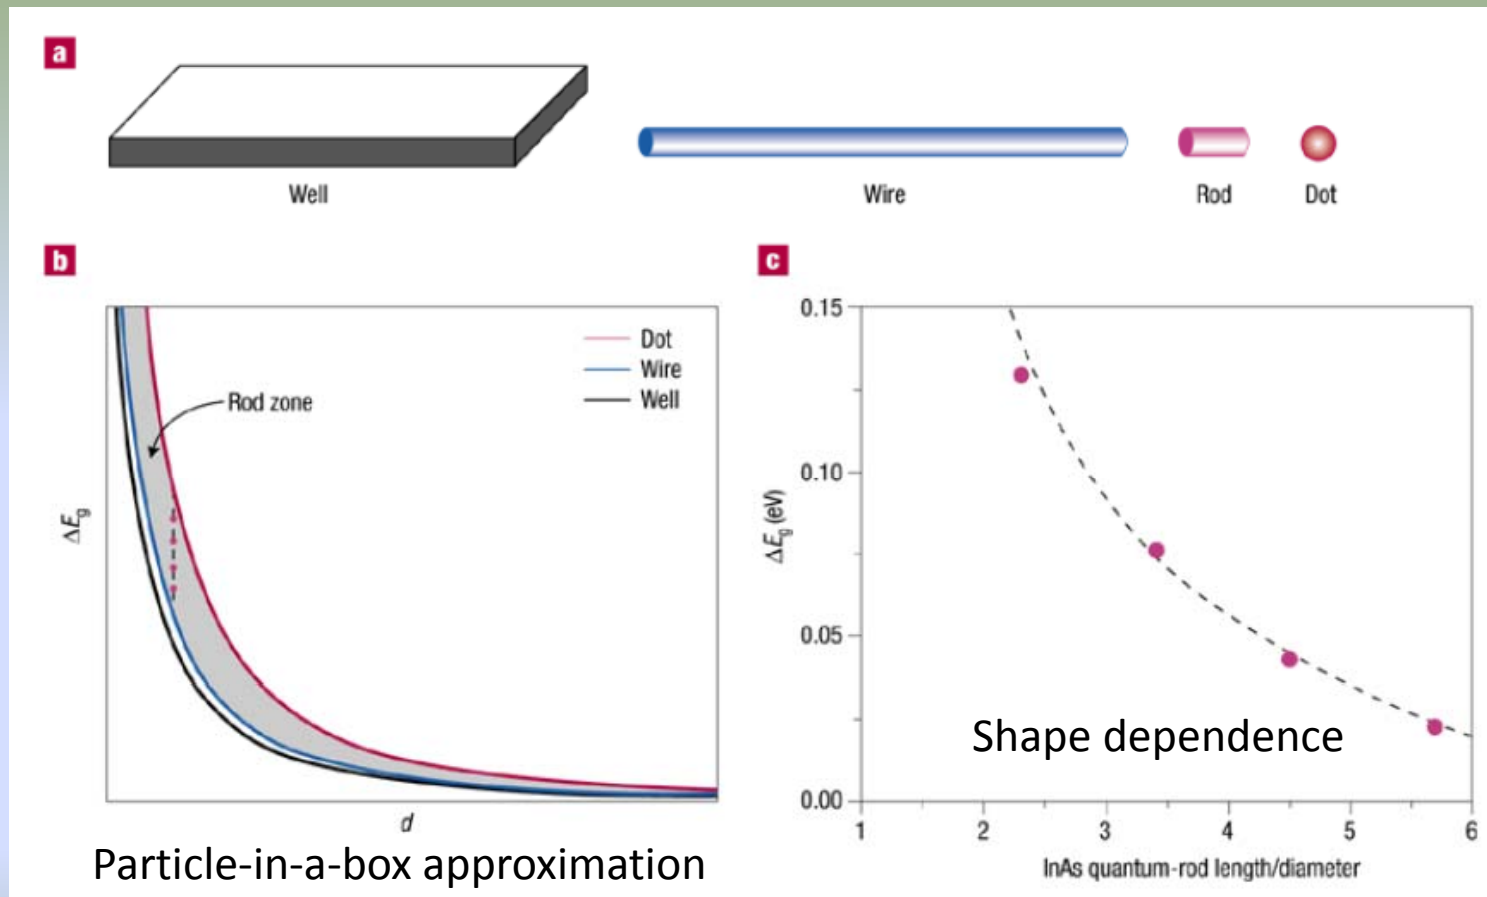 a
Well
Wire
Rod
Dot
b
Dot
Wire
Well
Rod zone
ΔEg
d
Particle-in-a-box approximation
c
0.15
0.10
0.05
0.00
ΔEg (eV)
1 2 3 4 5 6
Shape dependence
InAs quantum-rod length/diameter